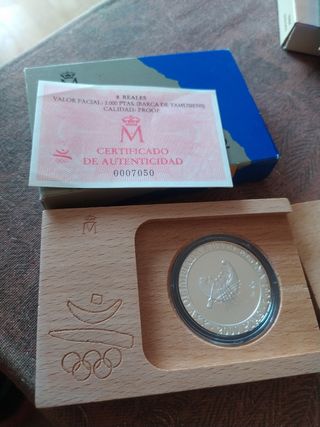 8 REALES
VALOR FACIAL: 2.000 PTAS. (BARCA DE TAMUSIENS)
CALIDAD: PROOF
M
CERTIFICADO
DE AUTENTICIDAD
0007050
M